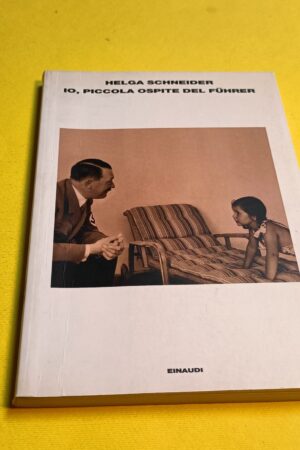 HELGA SCHNEIDER
IO, PICCOLA OSPITE DEL FÜHRER
EINAUDI